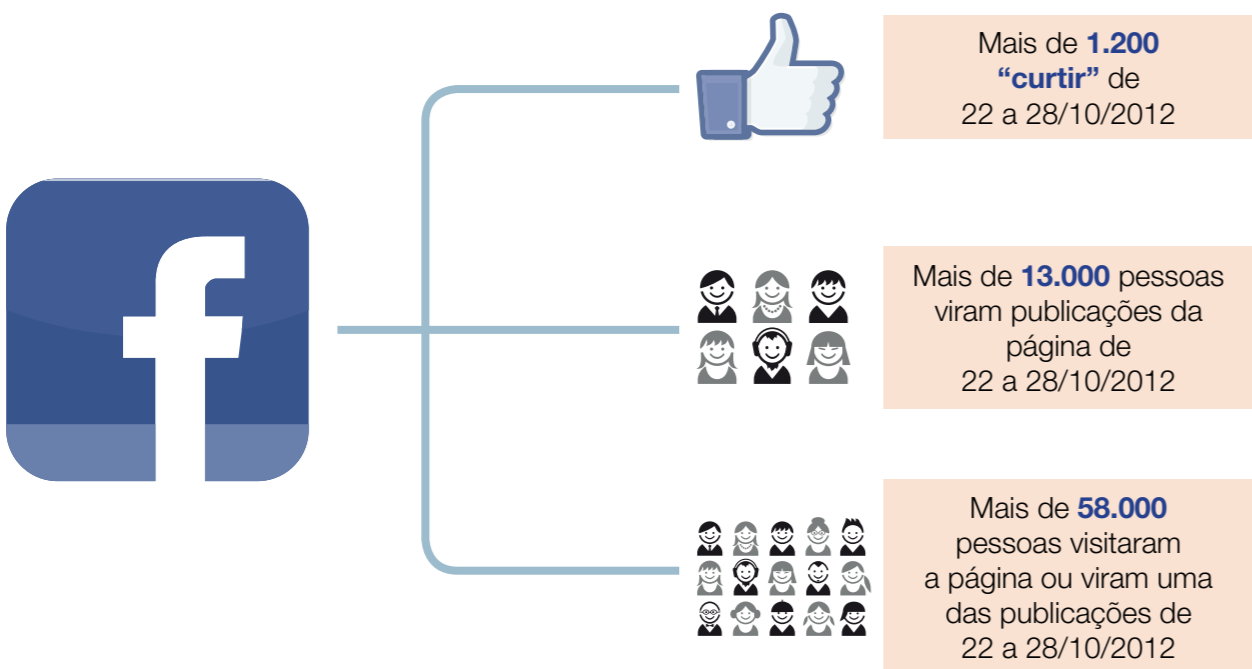 Mais de 1.200
“curtir” de
22 a 28/10/2012
Mais de 13.000 pessoas
viram publicações da
página de
22 a 28/10/2012
Mais de 58.000
pessoas visitaram
a página ou viram uma
das publicações de
22 a 28/10/2012